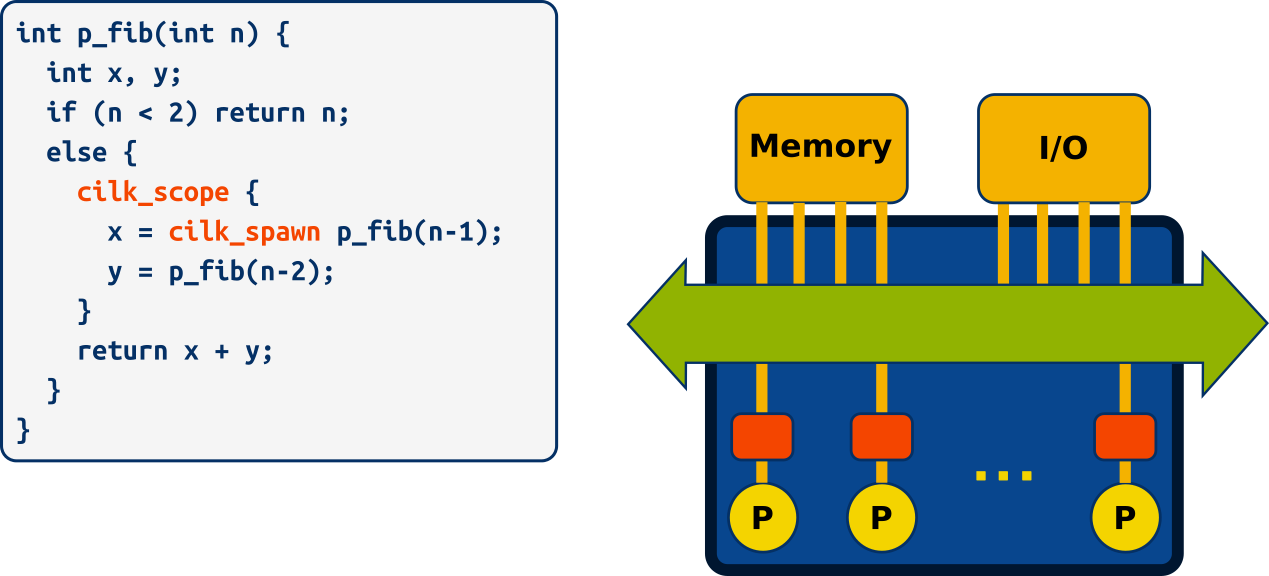 int p_fib(int n) {
  int x, y;
  if (n < 2) return n;
  else {
    cilk_scope {
      x = cilk_spawn p_fib(n-1);
      y = p_fib(n-2);
    }
    return x + y;
  }
}
Memory
I/O
...
P
P
P